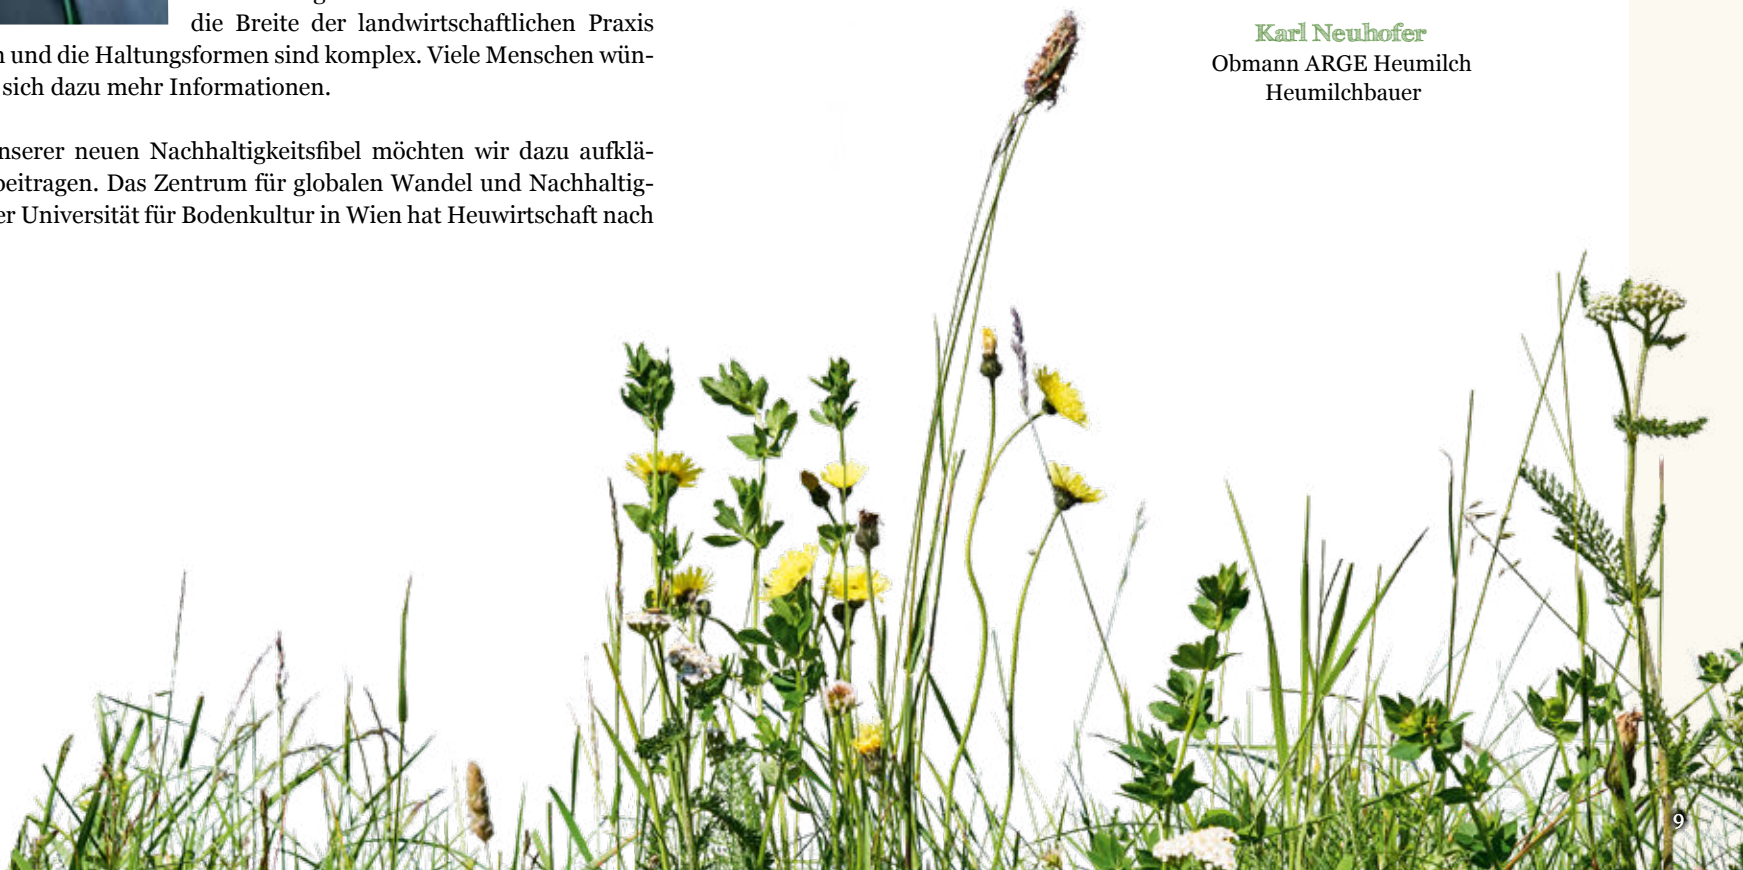 die Breite der landwirtschaftlichen Praxis
und die Haltungsformen sind komplex. Viele Menschen wün-
sich dazu mehr Informationen.
nserer neuen Nachhaltigkeitsfibel möchten wir dazu aufklä-
beitragen. Das Zentrum für globalen Wandel und Nachhaltig-
er Universität für Bodenkultur in Wien hat Heuwirtschaft nach
Karl Neuhofer
Obmann ARGE Heumilch
Heumilchbauer
9